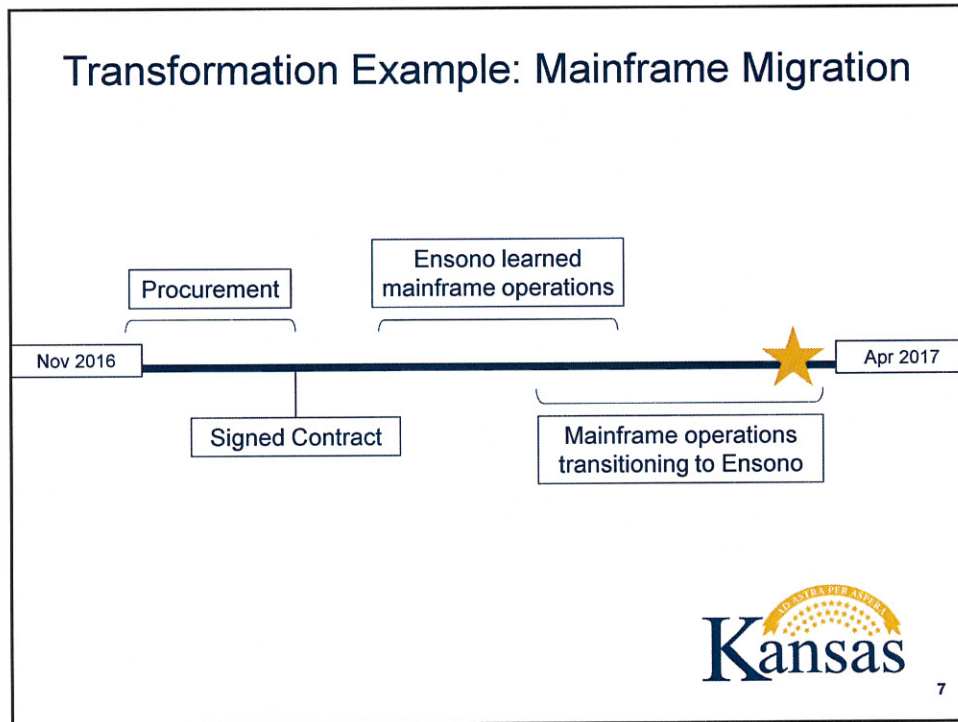 Transformation Example: Mainframe Migration
Procurement
Ensono learned
mainframe operations
Nov 2016
Apr 2017
Signed Contract
Mainframe operations
transitioning to Ensono
AD ASTRA PER ASPERA
Kansas
7